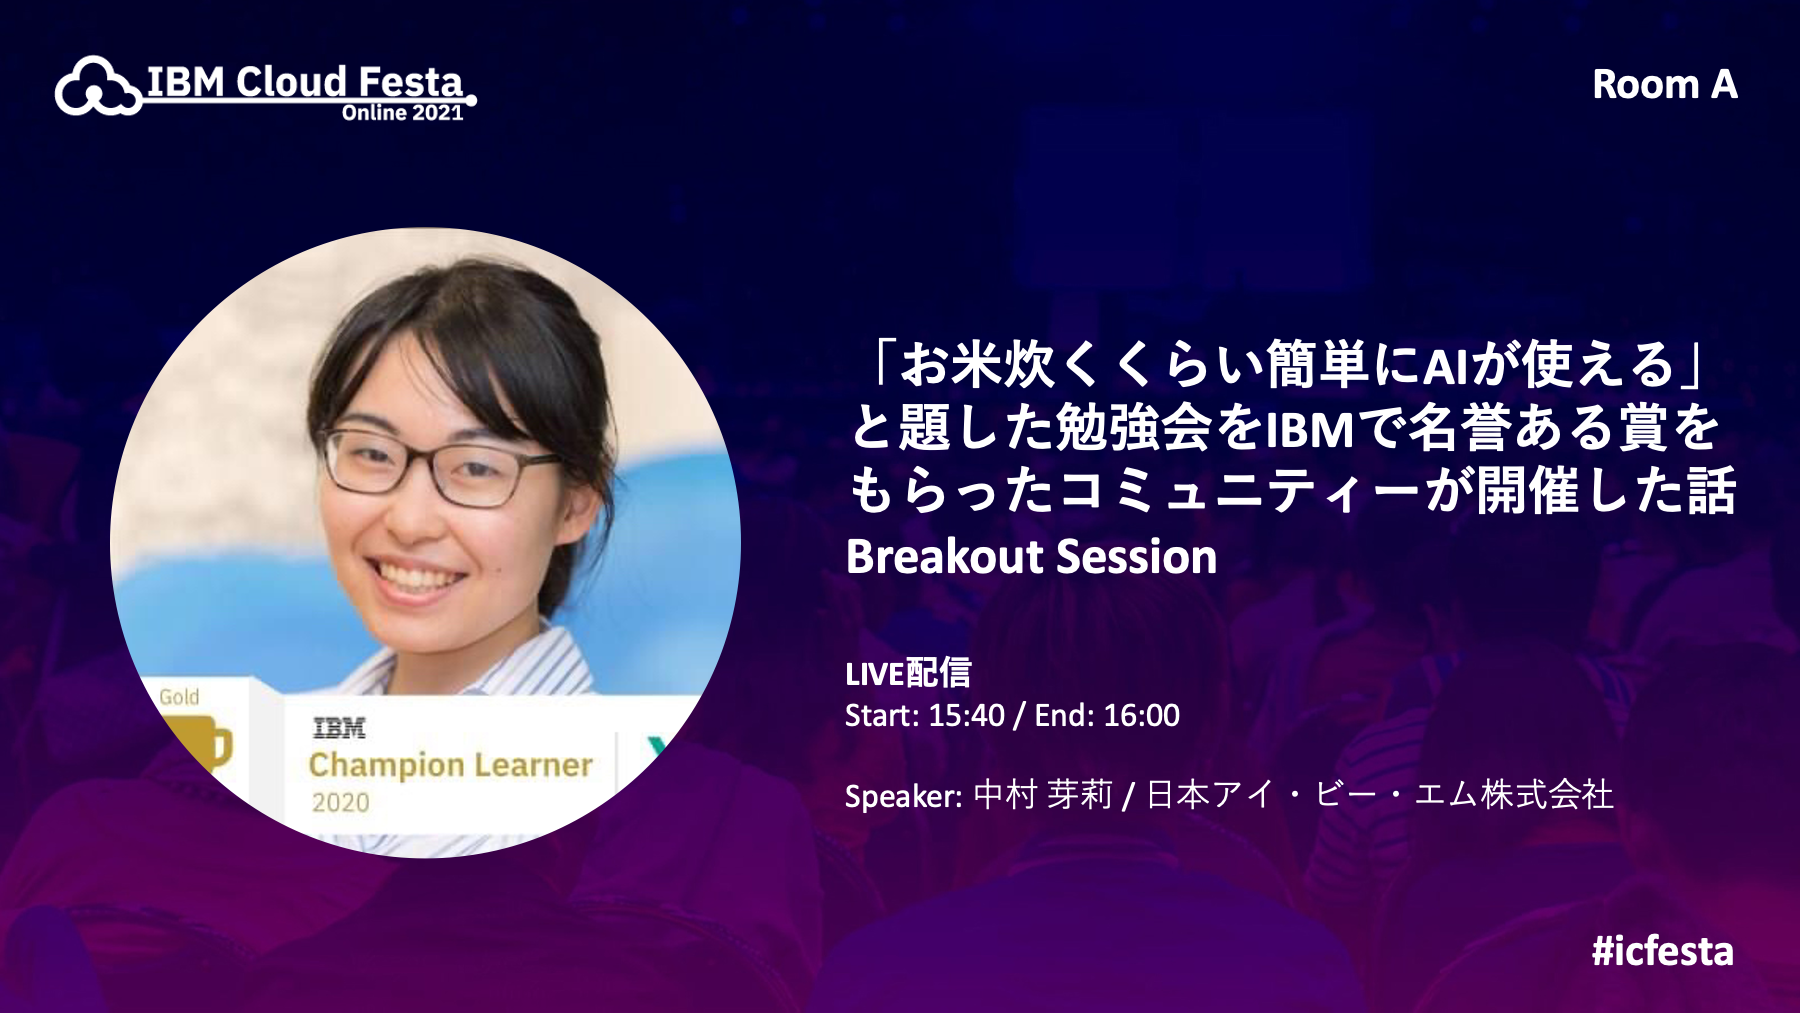 IBM Cloud Festa
Online 2021
Room A
「お米炊くくらい簡単にAIが使える」
と題した勉強会をIBMで名誉ある賞を
もらったコミュニティーが開催した話
Breakout Session
LIVE配信
Start: 15:40 / End: 16:00
Speaker: 中村 芽莉 / 日本アイ・ビー・エム株式会社
Gold
IBM
Champion Learner
2020
#icfesta